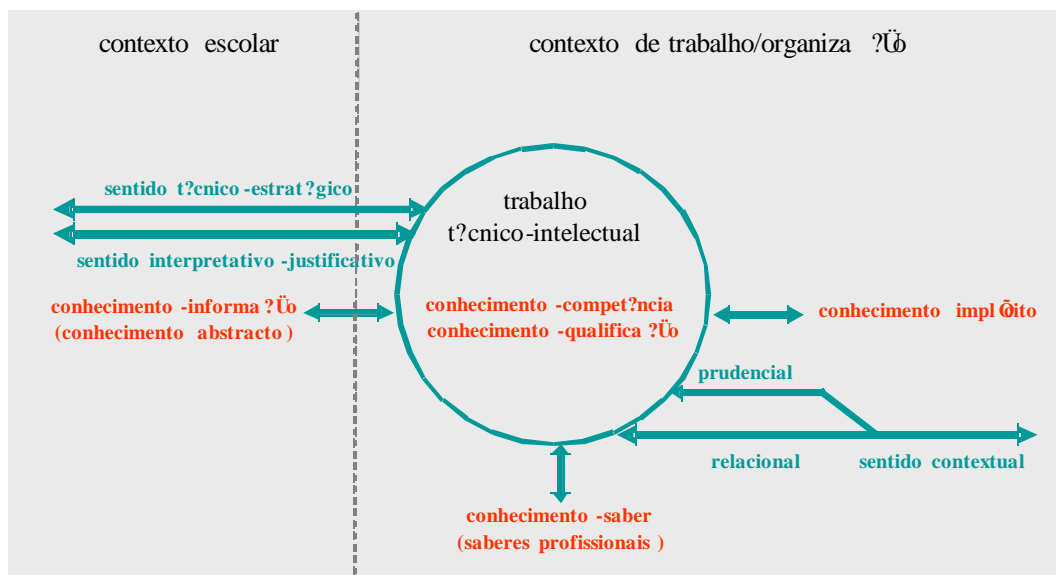 contexto escolar
contexto de trabalho/organiza ?Üo
sentido t?cnico -estrat?gico
trabalho
t?cnico-intelectual
sentido interpretativo -justificativo
conhecimento -informa ?Üo
(conhecimento abstracto )
conhecimento -compet?ncia
conhecimento -qualifica ?Üo
conhecimento impl Õito
prudencial
relacional
sentido contextual
conhecimento -saber
(saberes profissionais )